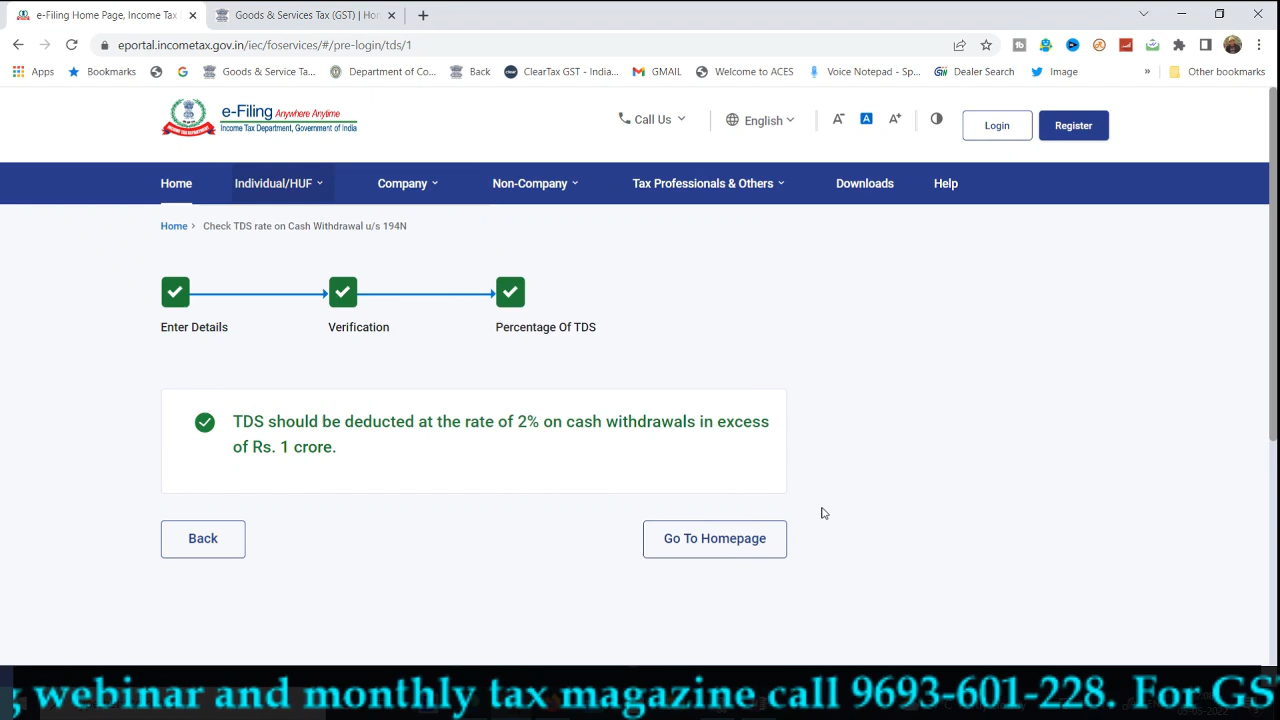 e-Filing Home Page, Income Tax
Goods & Services Tax (GST) | Hon
eportal.incometax.gov.in/iec/foservices/#/pre-login/tds/1
Apps
Bookmarks
Goods & Service Ta...
Department of Co...
Back
ClearTax GST - India...
GMAIL
Welcome to ACES
Voice Notepad - Sp...
Dealer Search
Image
»
Other bookmarks
e-Filing Anywhere Anytime
Income Tax Department, Government of India
Call Us
English
A-
A
A+
Login
Register
Home
Individual/HUF
Company
Non-Company
Tax Professionals & Others
Downloads
Help
Home > Check TDS rate on Cash Withdrawal u/s 194N
Enter Details
Verification
Percentage Of TDS
TDS should be deducted at the rate of 2% on cash withdrawals in excess
of Rs. 1 crore.
Back
Go To Homepage
, webinar and monthly tax magazine call 9693-601-228. For GS